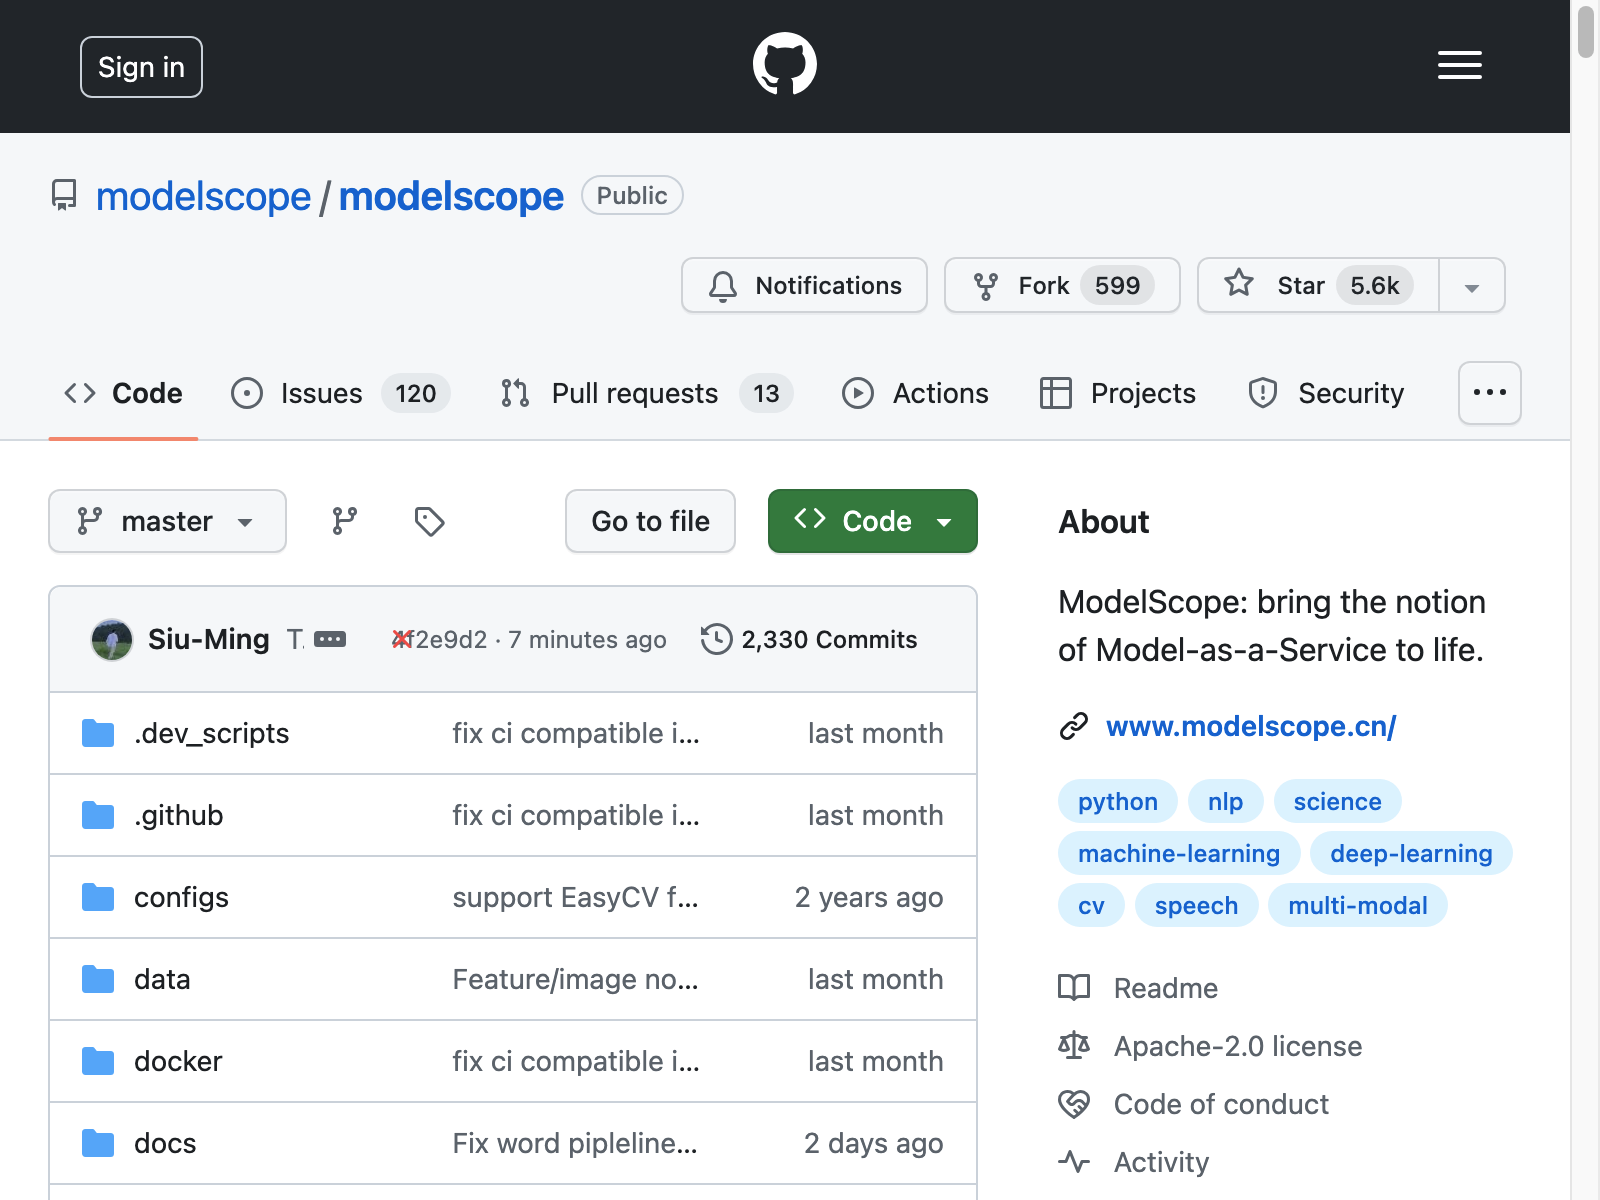 Sign in
modelscope / modelscope Public
Notifications Fork 599 Star 5.6k
Code Issues 120 Pull requests 13 Actions Projects Security
master Go to file Code
Siu-Ming T. 4f2e9d2 · 7 minutes ago 2,330 Commits
.dev_scripts fix ci compatible i... last month
.github fix ci compatible i... last month
configs support EasyCV f... 2 years ago
data Feature/image no... last month
docker fix ci compatible i... last month
docs Fix word pipleline... 2 days ago
About
ModelScope: bring the notion
of Model-as-a-Service to life.
www.modelscope.cn/
python nlp science
machine-learning deep-learning
cv speech multi-modal
Readme
Apache-2.0 license
Code of conduct
Activity